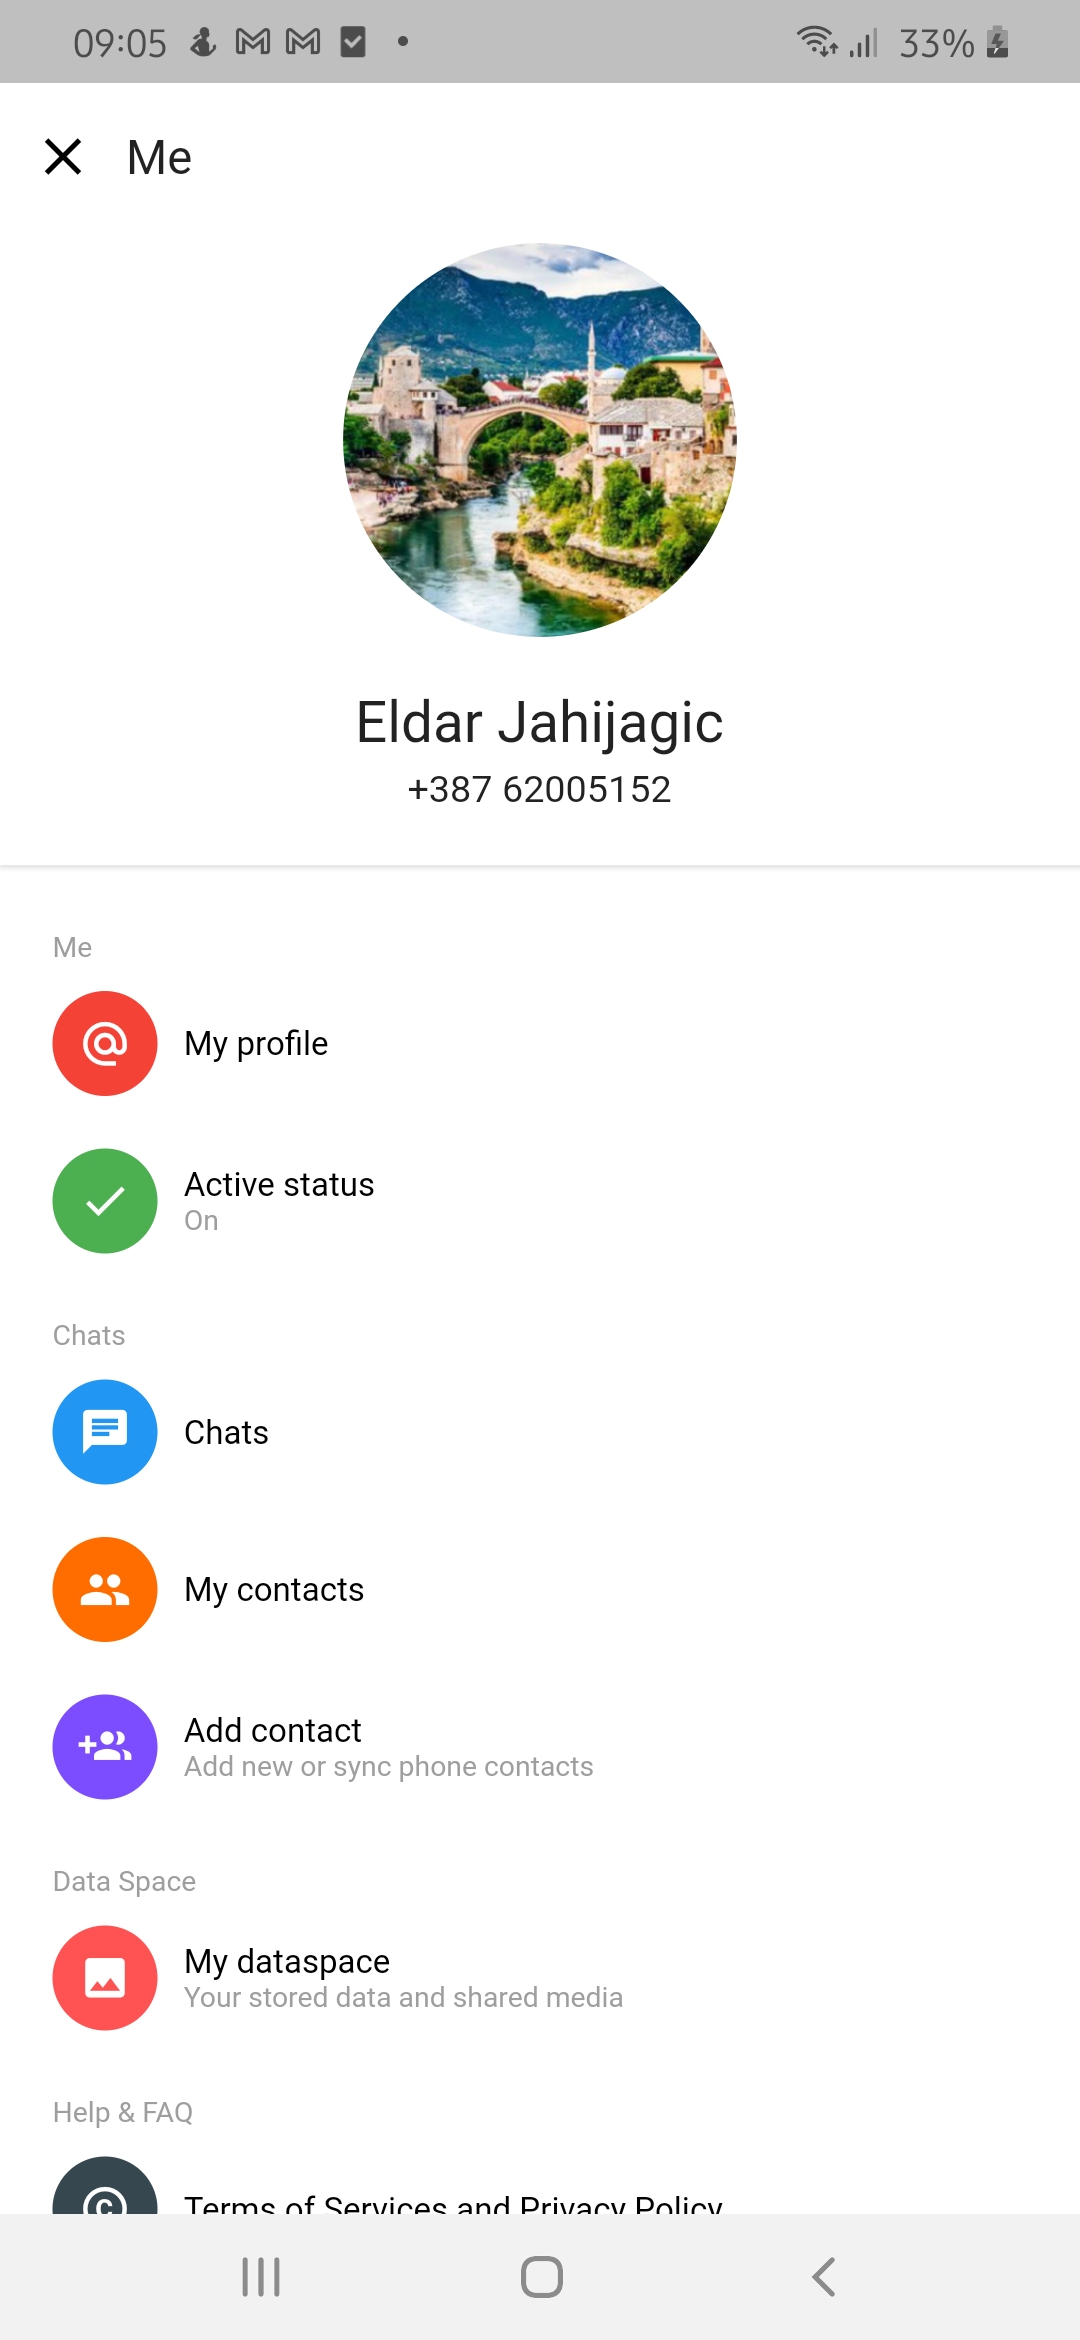 09:05
33%
Me
Eldar Jahijagic
+387 62005152
Me
My profile
Active status
On
Chats
Chats
My contacts
Add contact
Add new or sync phone contacts
Data Space
My dataspace
Your stored data and shared media
Help & FAQ
Terms of Services and Privacy Policy